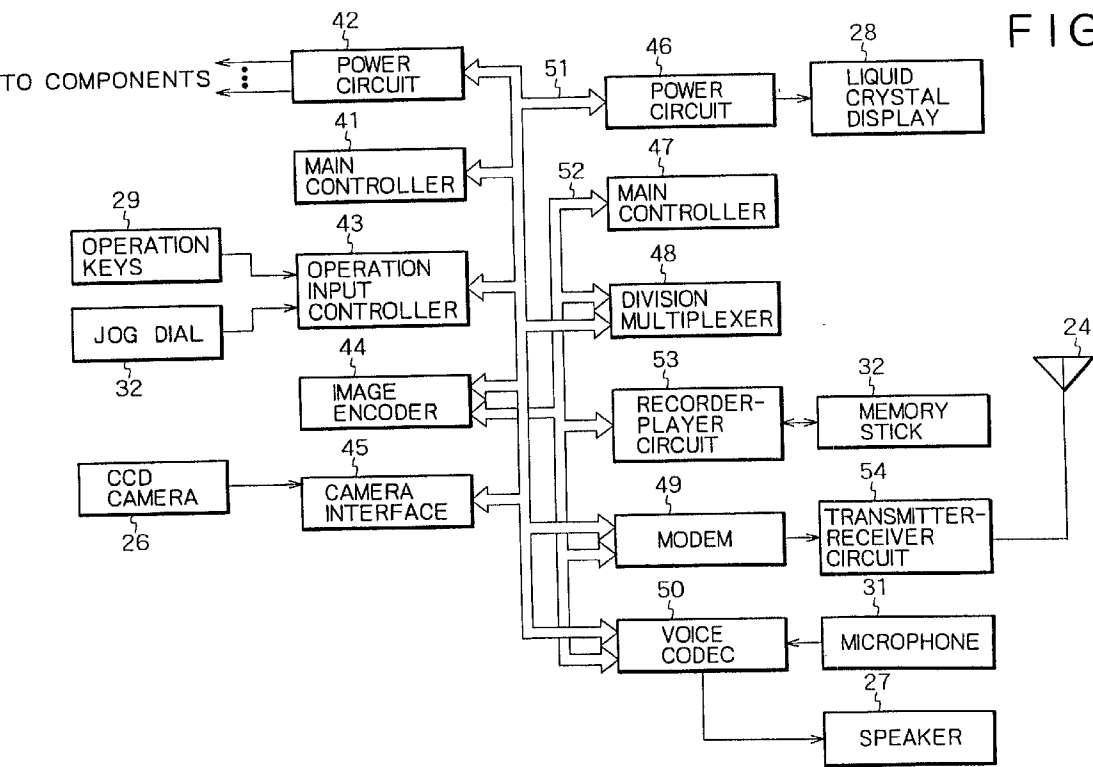 FIG
42
POWER
CIRCUIT
TO COMPONENTS
51
46
POWER
CIRCUIT
28
LIQUID
CRYSTAL
DISPLAY
41
MAIN
CONTROLLER
52
47
MAIN
CONTROLLER
29
OPERATION
KEYS
43
OPERATION
INPUT
CONTROLLER
JOG DIAL
32
48
DIVISION
MULTIPLEXER
44
IMAGE
ENCODER
53
RECORDER-
PLAYER
CIRCUIT
32
MEMORY
STICK
24
CCD
CAMERA
26
45
CAMERA
INTERFACE
49
MODEM
54
TRANSMITTER-
RECEIVER
CIRCUIT
50
VOICE
CODEC
31
MICROPHONE
27
SPEAKER